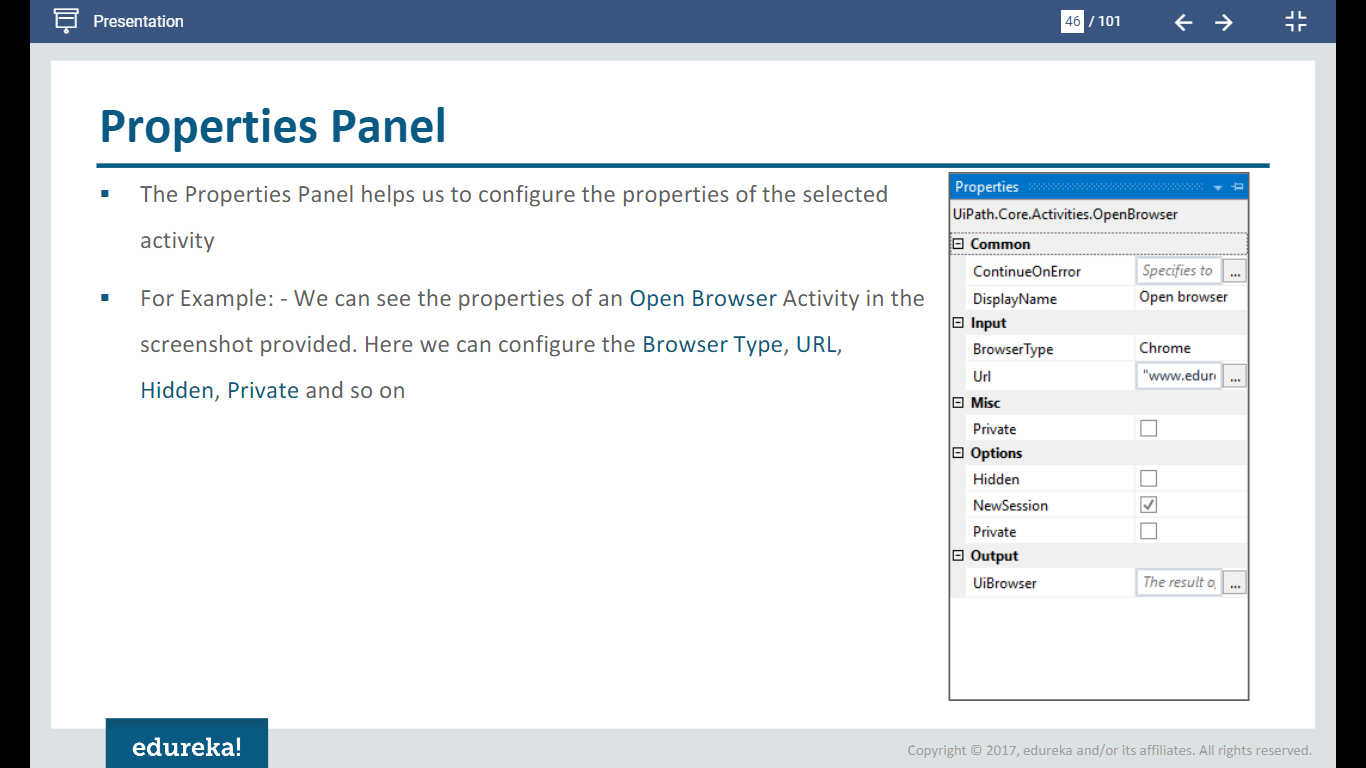 Presentation
46 / 101
Properties Panel
▪ The Properties Panel helps us to configure the properties of the selected
activity
▪ For Example: - We can see the properties of an Open Browser Activity in the
screenshot provided. Here we can configure the Browser Type, URL,
Hidden, Private and so on
Properties
UiPath.Core.Activities.OpenBrowser
Common
ContinueOnError Specifies to ...
DisplayName Open browser
Input
BrowserType Chrome
Url "www.edure ...
Misc
Private
Options
Hidden
NewSession
Private
Output
UiBrowser The result o ...
edureka!
Copyright © 2017, edureka and/or its affiliates. All rights reserved.